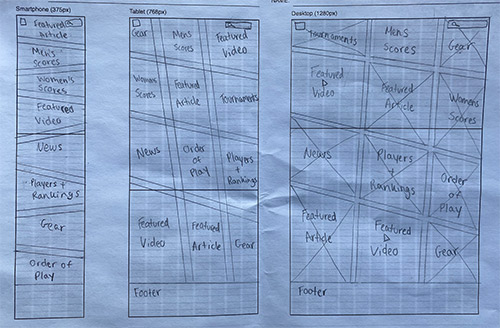 Smartphone (375px)
Featured
Article
Men's
Scores
Women's
Scores
Featured
Video
News
Players +
Rankings
Gear
Order of
Play
Tablet (768px)
Gear
Mens
Scores
Featured
Video
Womens
Scores
Featured
Article
Tournaments
News
Order
of
Play
Players +
Rankings
Featured
Video
Featured
Article
Gear
Footer
Desktop (1280px)
Tournaments
Mens
Scores
Gear
Featured
Video
Featured
Article
Womens
Scores
News
Players
+
Rankings
Order
of
Play
Featured
Article
Featured
Video
Gear
Footer